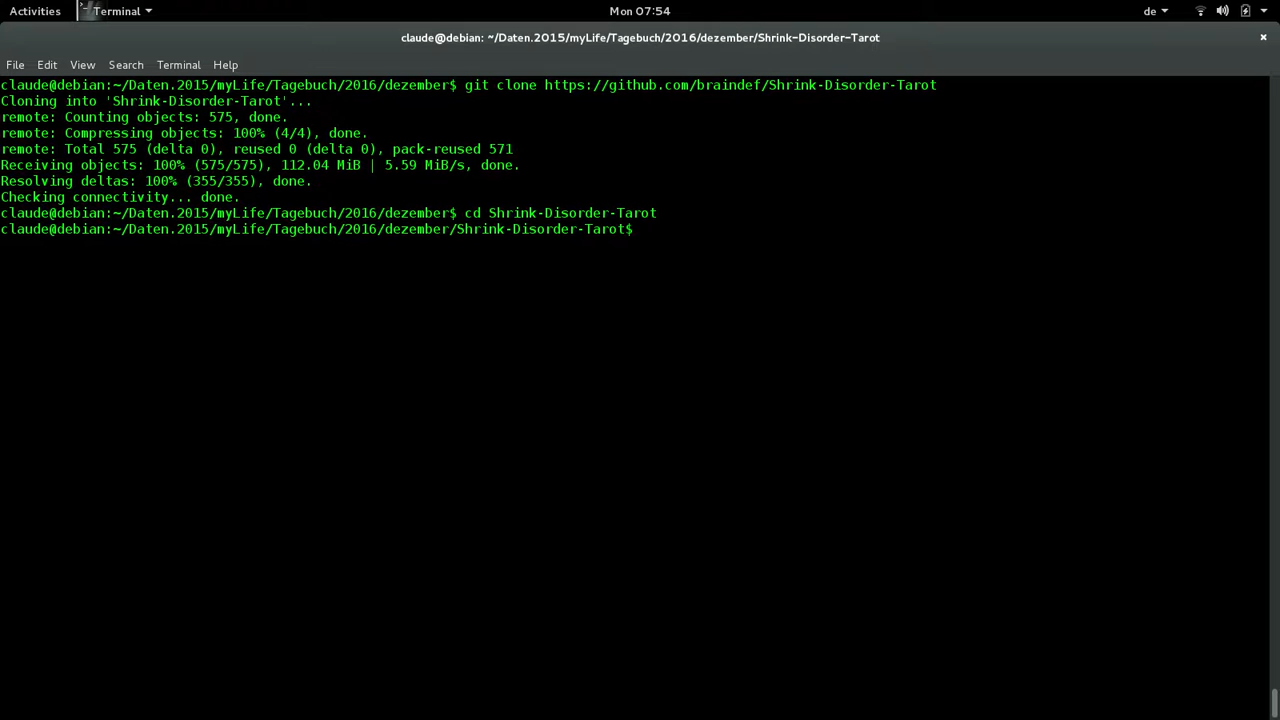 Activities Terminal Mon 07:54 de
claude@debian: ~/Daten.2015/myLife/Tagebuch/2016/dezember/Shrink-Disorder-Tarot
File Edit View Search Terminal Help
claude@debian:~/Daten.2015/myLife/Tagebuch/2016/dezember$ git clone https://github.com/braindef/Shrink-Disorder-Tarot
Cloning into 'Shrink-Disorder-Tarot'...
remote: Counting objects: 575, done.
remote: Compressing objects: 100% (4/4), done.
remote: Total 575 (delta 0), reused 0 (delta 0), pack-reused 571
Receiving objects: 100% (575/575), 112.04 MiB | 5.59 MiB/s, done.
Resolving deltas: 100% (355/355), done.
Checking connectivity... done.
claude@debian:~/Daten.2015/myLife/Tagebuch/2016/dezember$ cd Shrink-Disorder-Tarot
claude@debian:~/Daten.2015/myLife/Tagebuch/2016/dezember/Shrink-Disorder-Tarot$